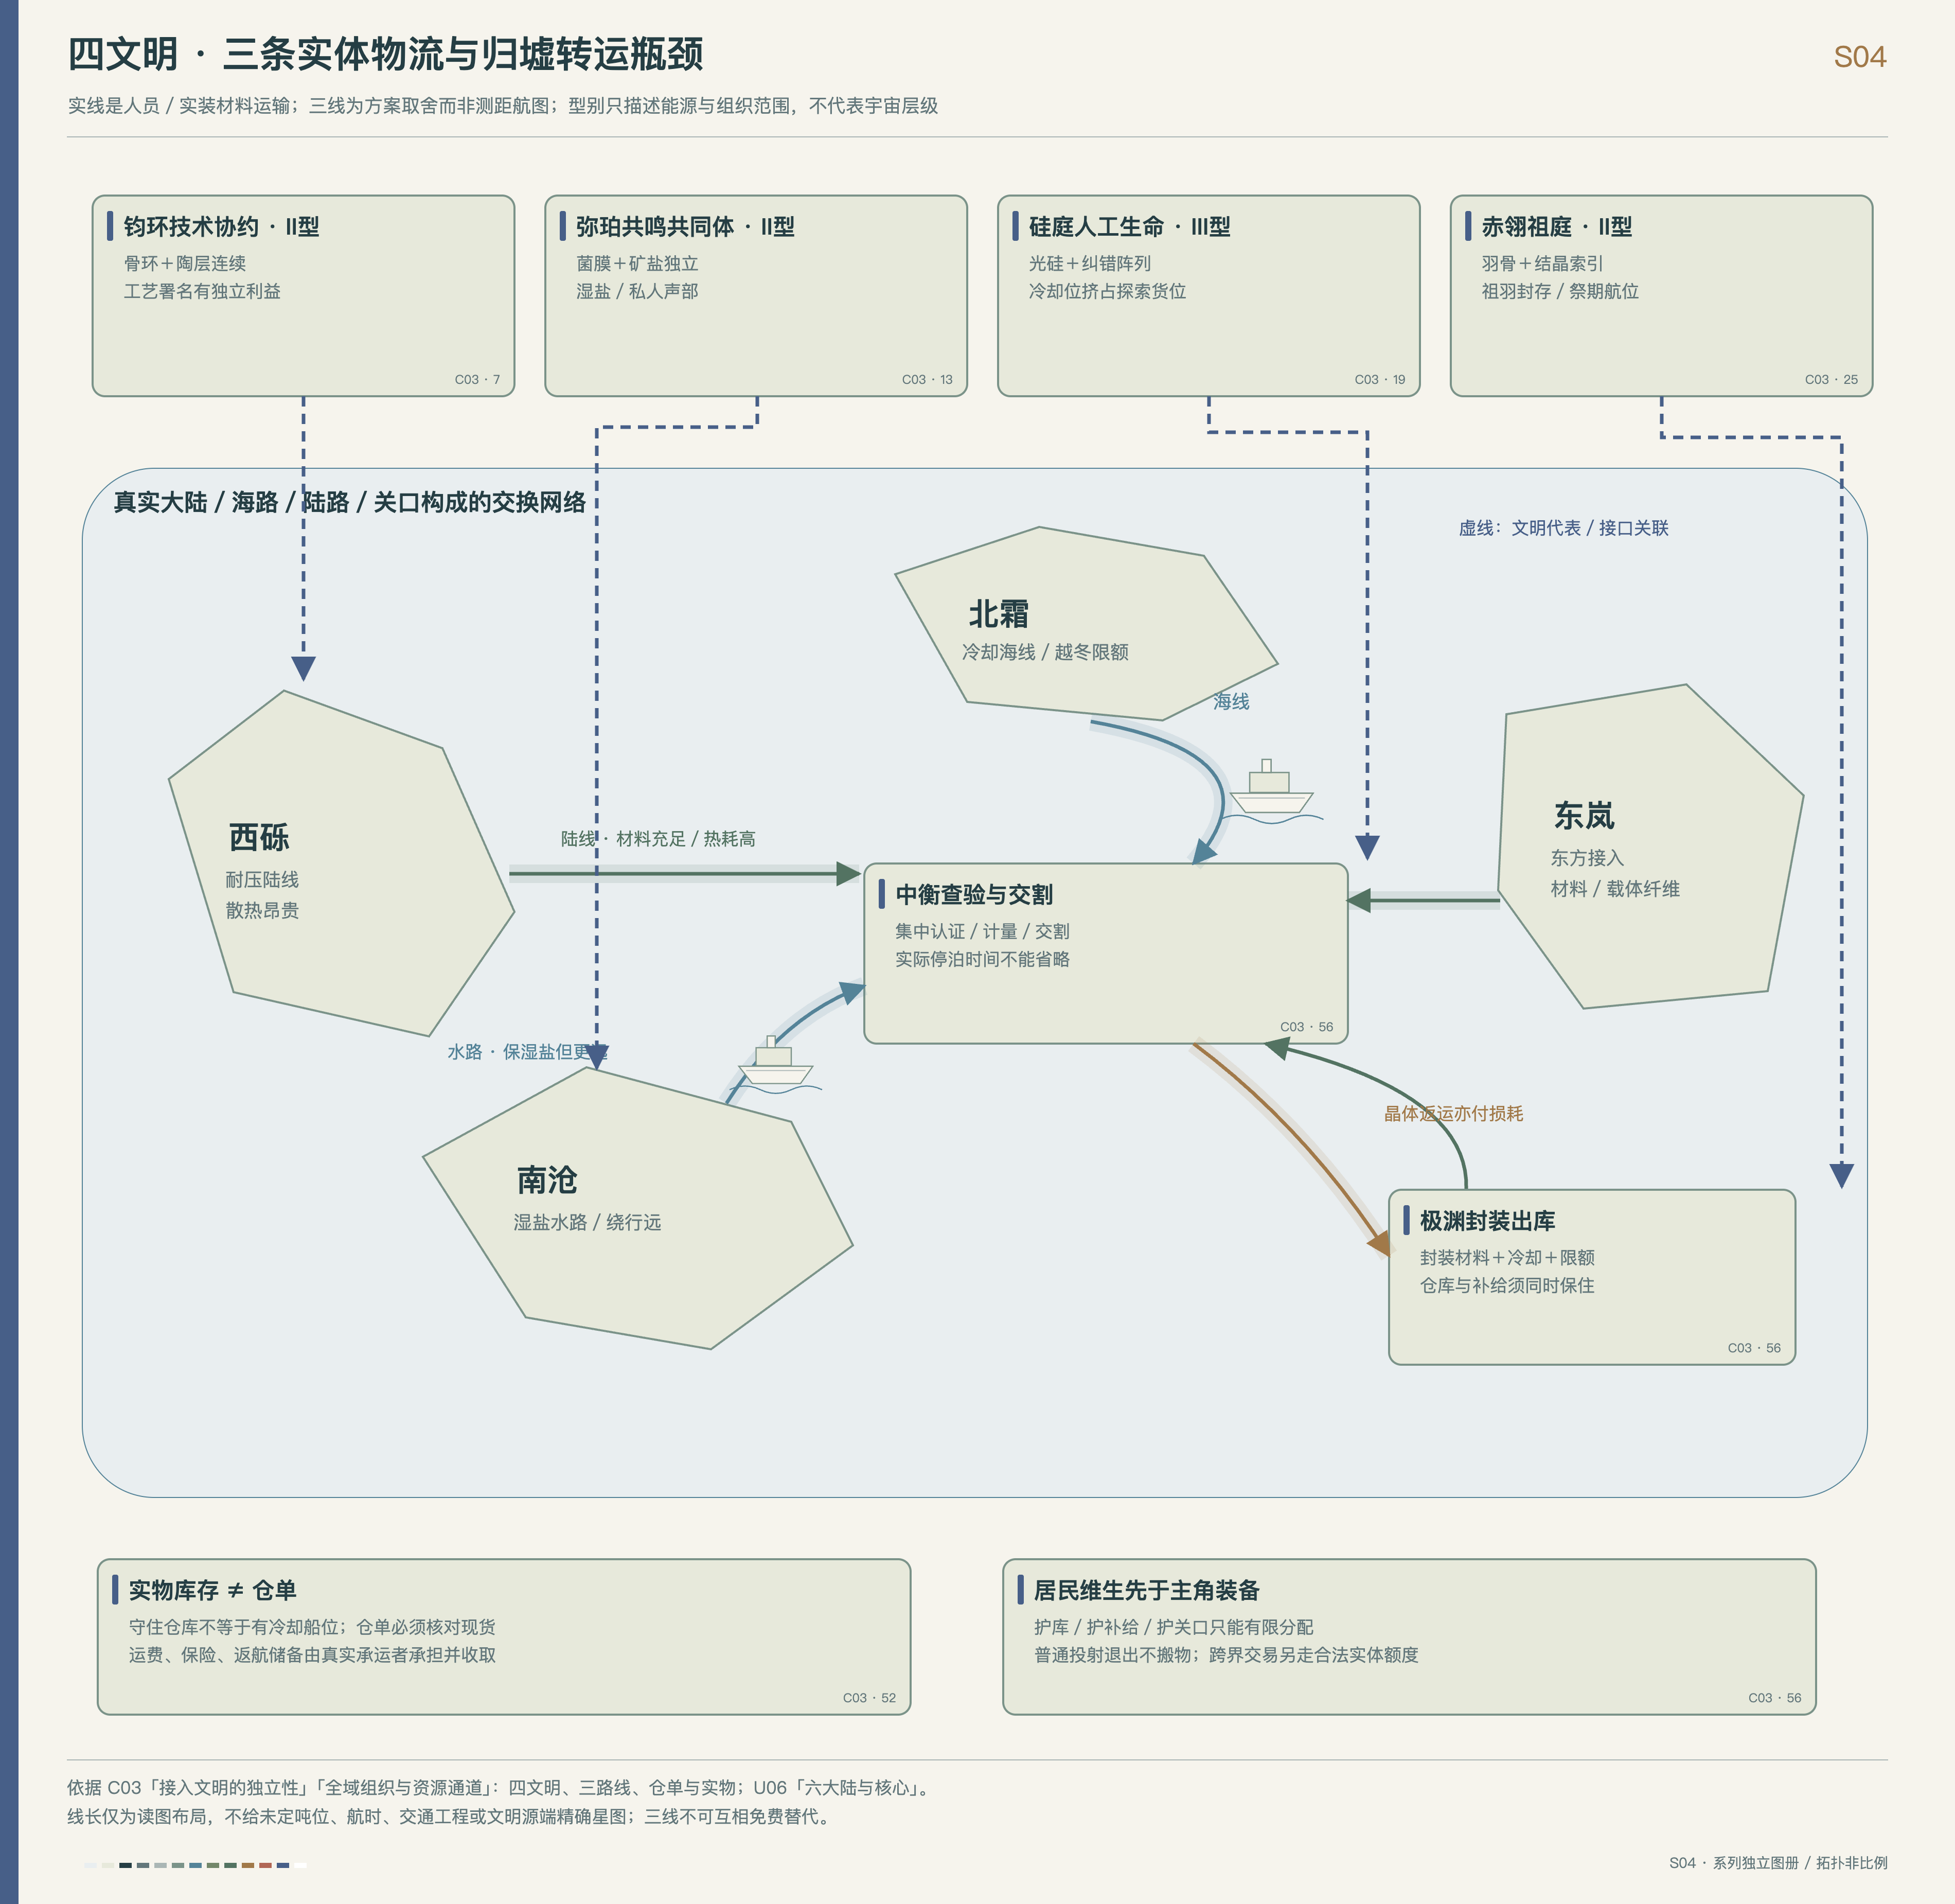 四文明 · 三条实体物流与归墟转运瓶颈
S04
实线是人员 / 实装材料运输；三线为方案取舍而非测距航图；型别只描述能源与组织范围，不代表宇宙层级
钧环技术协约 · II型
骨环＋陶层连续
工艺署名有独立利益
C03 · 7
弥珀共鸣共同体 · II型
菌膜＋矿盐独立
湿盐 / 私人声部
C03 · 13
硅庭人工生命 · III型
光硅＋纠错阵列
冷却位挤占探索货位
C03 · 19
赤翎祖庭 · II型
羽骨＋结晶索引
祖羽封存 / 祭期航位
C03 · 25
真实大陆 / 海路 / 陆路 / 关口构成的交换网络
虚线：文明代表 / 接口关联
北霜
冷却海线 / 越冬限额
海线
西砾
耐压陆线
散热昂贵
陆线 · 材料充足 / 热耗高
东岚
东方接入
材料 / 载体纤维
中衡查验与交割
集中认证 / 计量 / 交割
实际停泊时间不能省略
C03 · 56
水路 · 保湿盐但更
南沧
湿盐水路 / 绕行远
晶体返运亦付损耗
极渊封装出库
封装材料＋冷却＋限额
仓库与补给须同时保住
C03 · 56
实物库存 ≠ 仓单
守住仓库不等于有冷却船位；仓单必须核对现货
运费、保险、返航储备由真实承运者承担并收取
C03 · 52
居民维生先于主角装备
护库 / 护补给 / 护关口只能有限分配
普通投射退出不搬物；跨界交易另走合法实体额度
C03 · 56
依据 C03「接入文明的独立性」「全域组织与资源通道」：四文明、三路线、仓单与实物；U06「六大陆与核心」。
线长仅为读图布局，不给未定吨位、航时、交通工程或文明源端精确星图；三线不可互相免费替代。
S04 · 系列独立图册 / 拓扑非比例